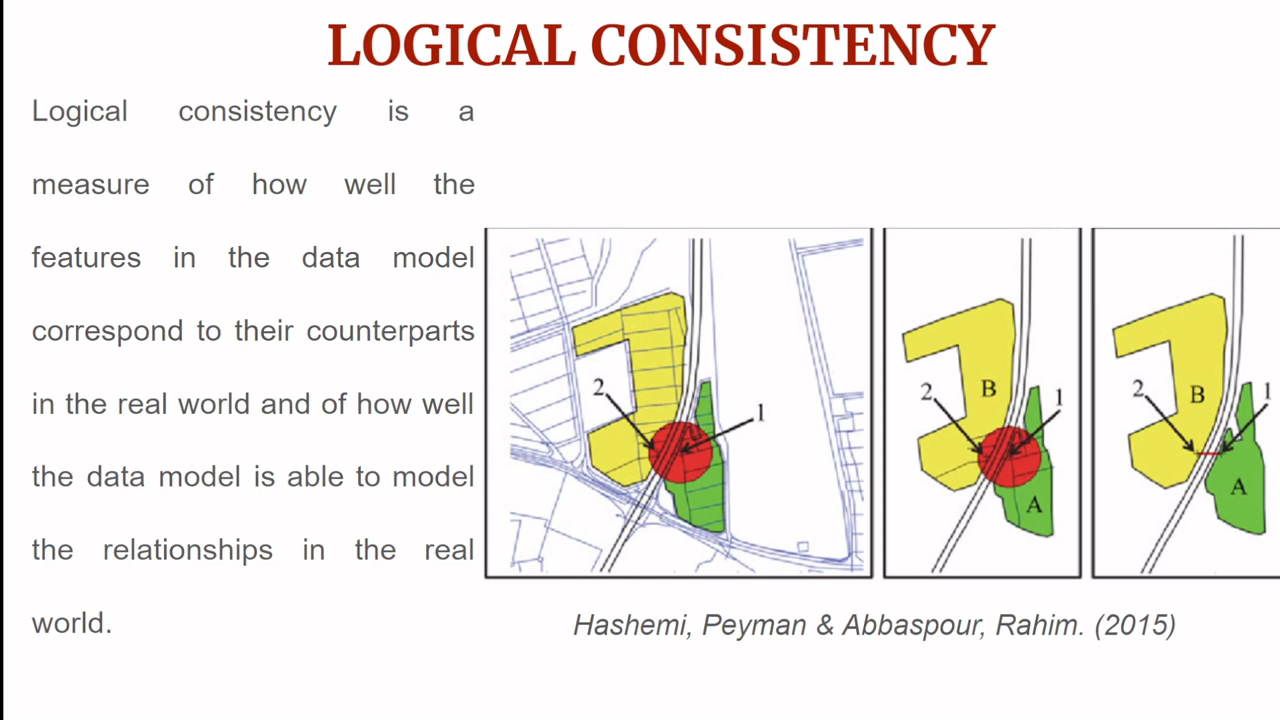 LOGICAL CONSISTENCY
Logical consistency is a
measure of how well the
features in the data model
correspond to their counterparts
in the real world and of how well
the data model is able to model
the relationships in the real
world.
2
1
2
B
1
A
2
B
1
A
Hashemi, Peyman & Abbaspour, Rahim. (2015)